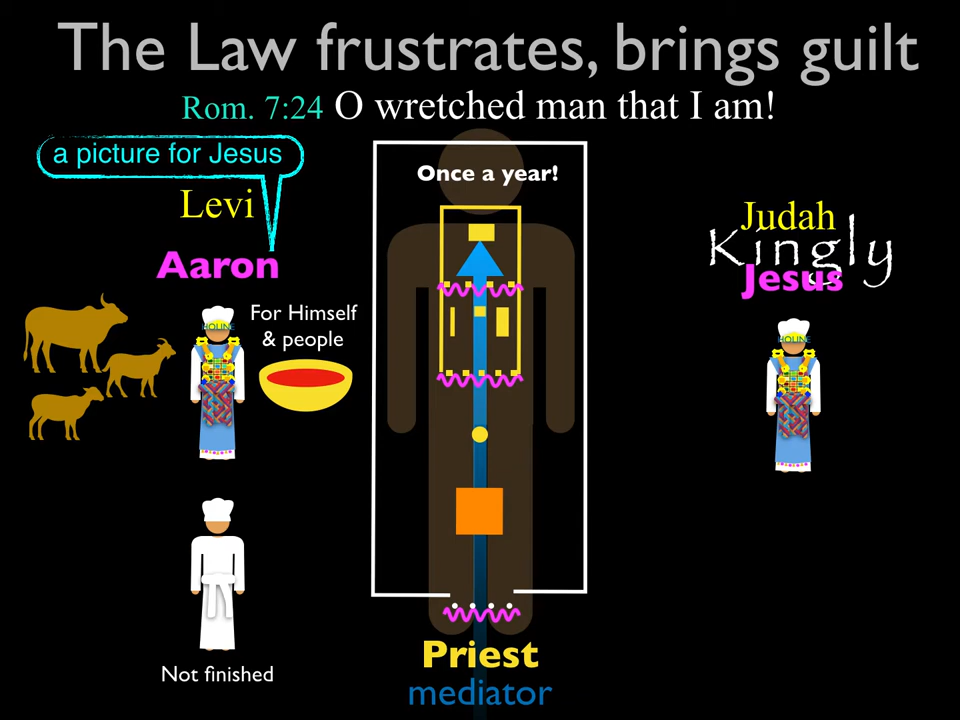 The Law frustrates, brings guilt
Rom. 7:24 O wretched man that I am!
a picture for Jesus
Levi
Aaron
For Himself
& people
Not finished
Once a year!
Priest
mediator
Judah
Kingly
Jesus